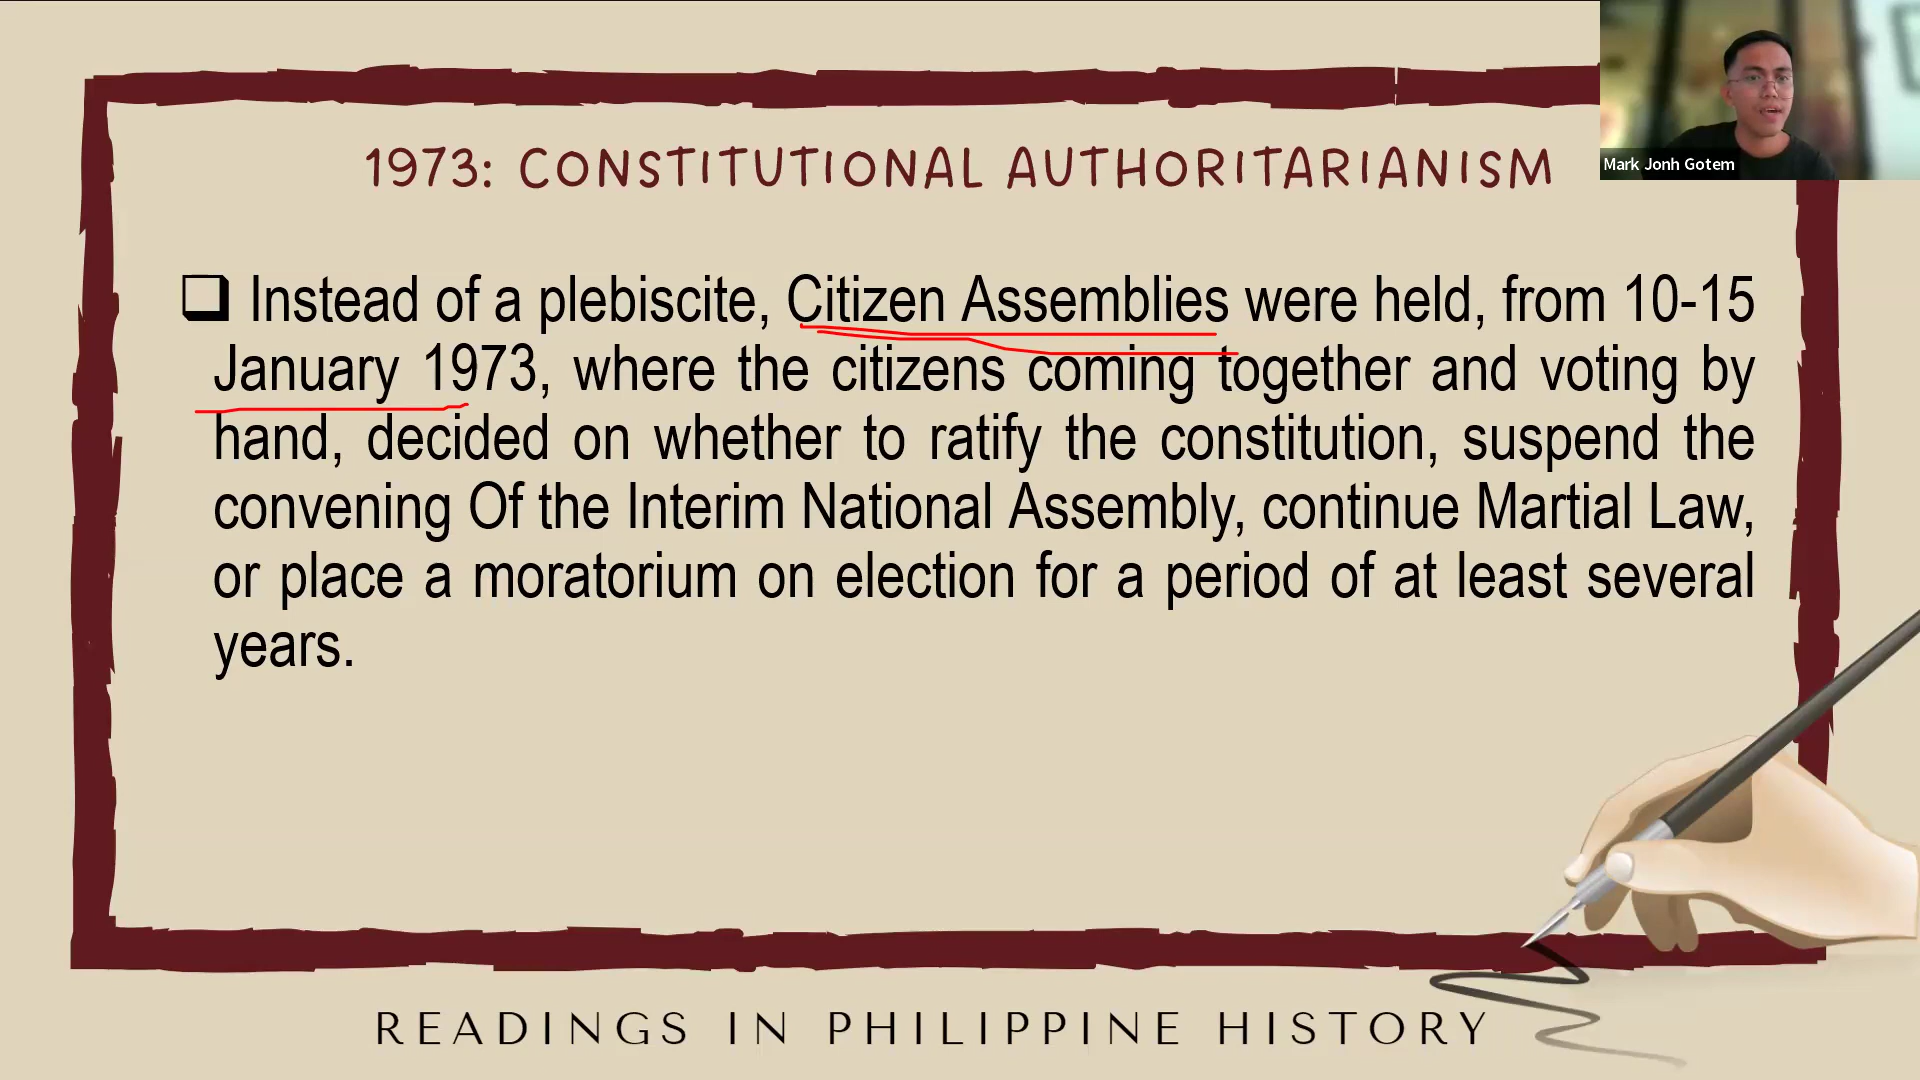 1973: CONSTITUTIONAL AUTHORITARIANISM
Mark Jonh Gotem
Instead of a plebiscite, Citizen Assemblies were held, from 10-15
January 1973, where the citizens coming together and voting by
hand, decided on whether to ratify the constitution, suspend the
convening Of the Interim National Assembly, continue Martial Law,
or place a moratorium on election for a period of at least several
years.
READINGS IN PHILIPPINE HISTORY